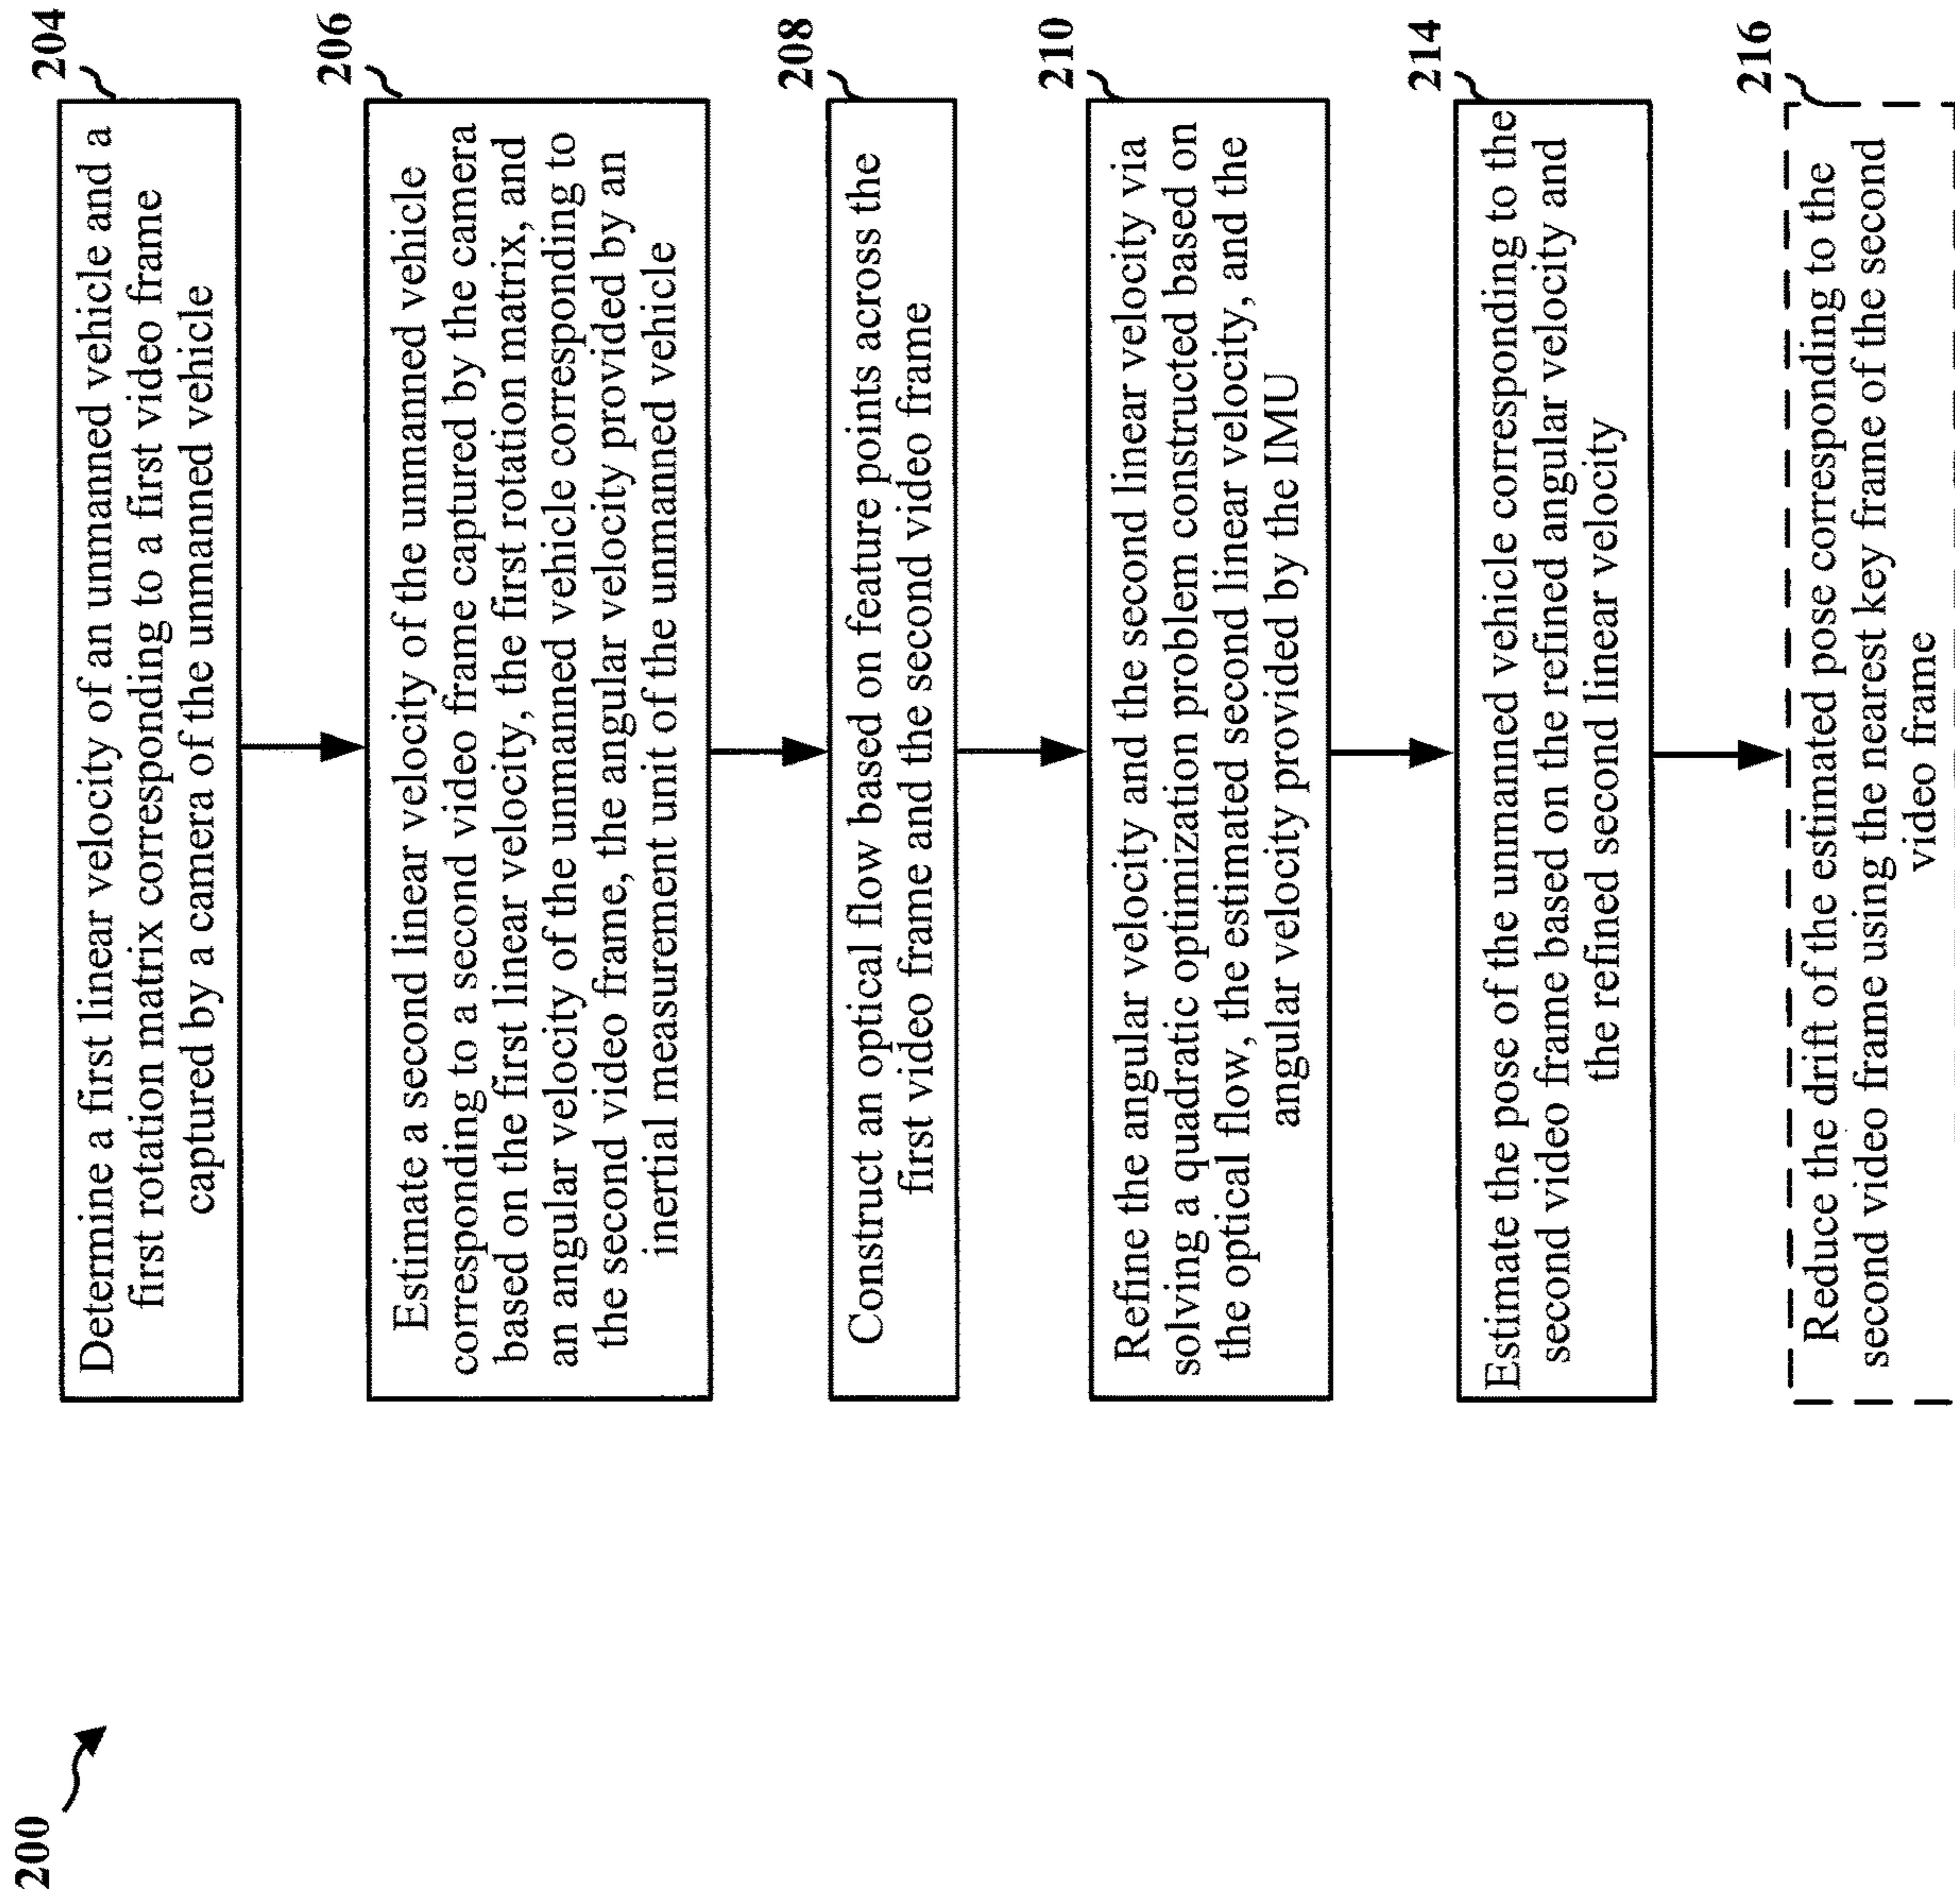 200
204
Determine a first linear velocity of an unmanned vehicle and a
first rotation matrix corresponding to a first video frame
captured by a camera of the unmanned vehicle
206
Estimate a second linear velocity of the unmanned vehicle
corresponding to a second video frame captured by the camera
based on the first linear velocity, the first rotation matrix, and
an angular velocity of the unmanned vehicle corresponding to
the second video frame, the angular velocity provided by an
inertial measurement unit of the unmanned vehicle
208
Construct an optical flow based on feature points across the
first video frame and the second video frame
210
Refine the angular velocity and the second linear velocity via
solving a quadratic optimization problem constructed based on
the optical flow, the estimated second linear velocity, and the
angular velocity provided by the IMU
214
Estimate the pose of the unmanned vehicle corresponding to the
second video frame based on the refined angular velocity and
the refined second linear velocity
216
Reduce the drift of the estimated pose corresponding to the
second video frame using the nearest key frame of the second
video frame